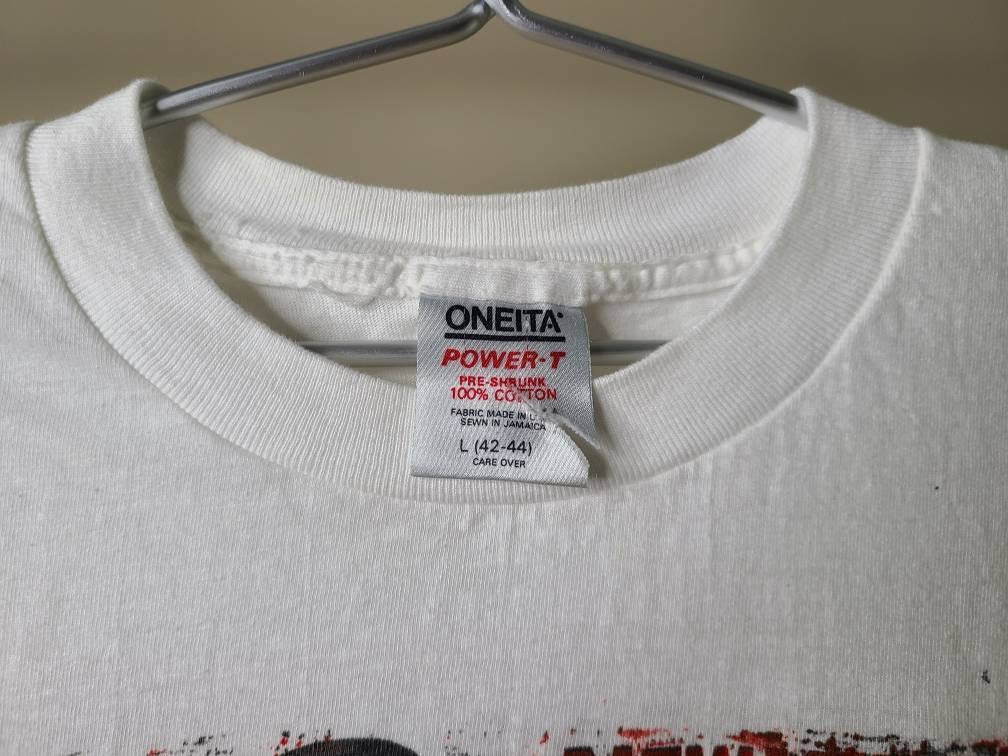 ONEITA
POWER-T
PRE-SHRUNK
100% COTTON
FABRIC MADE IN
SEWN IN JAMAICA
L (42-44)
CARE OVER